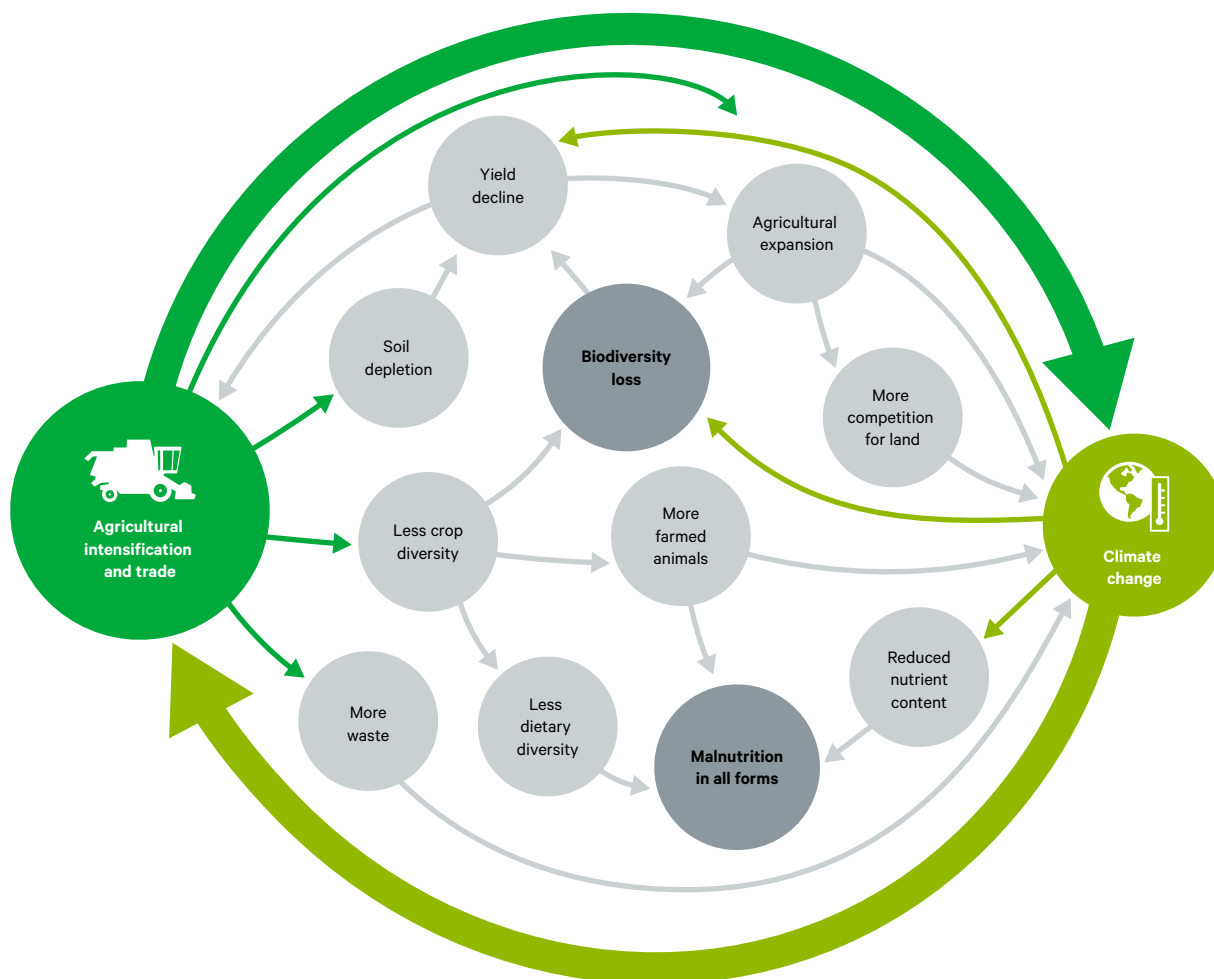 Yield
decline
Agricultural
expansion
Soil
depletion
Biodiversity
loss
More
competition
for land
Agricultural
intensification
and trade
Less crop
diversity
More
farmed
animals
Climate
change
More
waste
Less
dietary
diversity
Malnutrition
in all forms
Reduced
nutrient
content